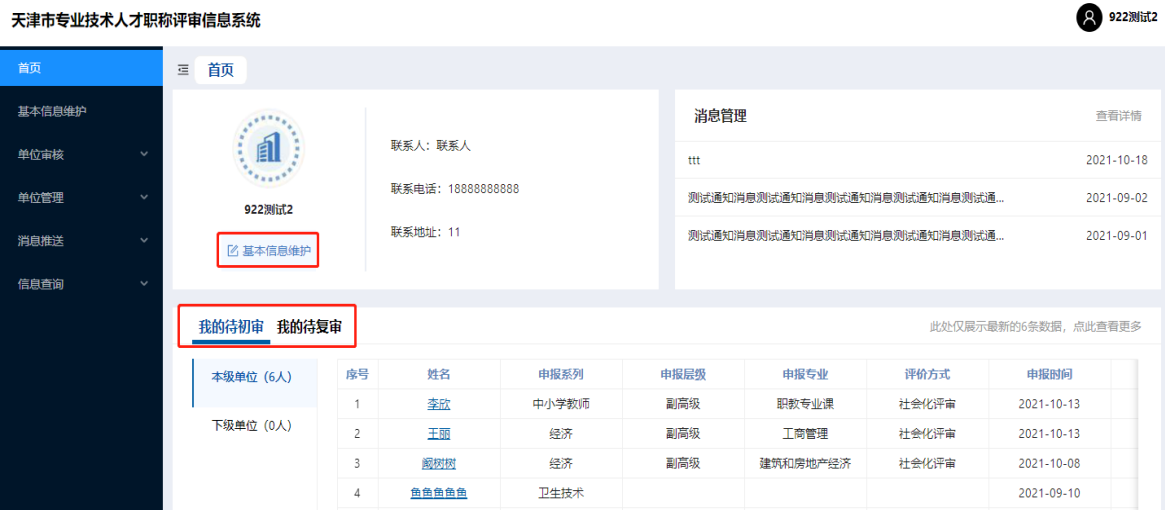 天津市专业技术人才职称评审信息系统
922测试2
首页
基本信息维护
单位审核
单位管理
消息推送
信息查询
首页
922测试2
基本信息维护
联系人：联系人
联系电话：18888888888
联系地址：11
消息管理 查看详情
ttt 2021-10-18
测试通知消息测试通知消息测试通知消息测试通知消息测试通... 2021-09-02
测试通知消息测试通知消息测试通知消息测试通知消息测试通... 2021-09-01
我的待初审 我的待复审 此处仅展示最新的6条数据，点此查看更多
本级单位（6人）
下级单位（0人）
序号 姓名 申报系列 申报层级 申报专业 评价方式 申报时间
1 李欣 中小学教师 副高级 职教专业课 社会化评审 2021-10-13
2 王丽 经济 副高级 工商管理 社会化评审 2021-10-13
3 阚树树 经济 副高级 建筑和房地产经济 社会化评审 2021-10-08
4 鱼鱼鱼鱼鱼 卫生技术 2021-09-10